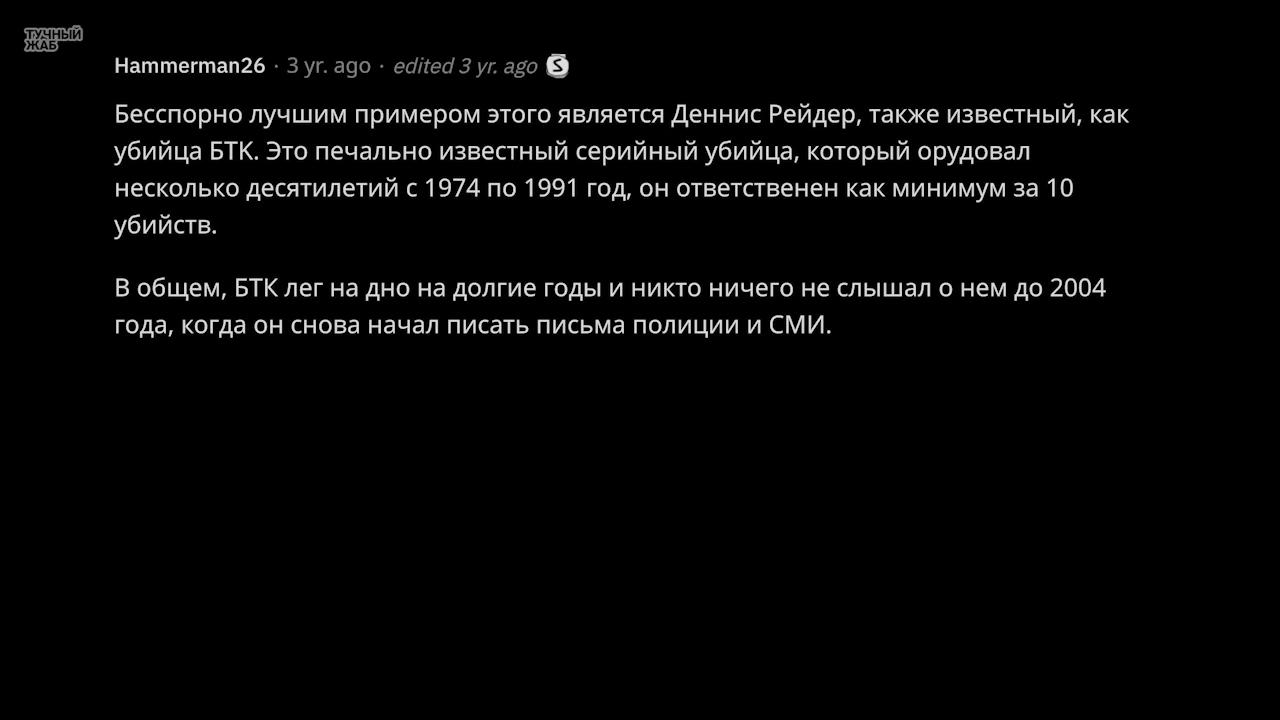 ТУЧНЫЙ
ЖАБ
Hammerman26 · 3 yr. ago · edited 3 yr. ago S
Бесспорно лучшим примером этого является Деннис Рейдер, также известный, как
убийца БТК. Это печально известный серийный убийца, который орудовал
несколько десятилетий с 1974 по 1991 год, он ответственен как минимум за 10
убийств.
В общем, БТК лег на дно на долгие годы и никто ничего не слышал о нем до 2004
года, когда он снова начал писать письма полиции и СМИ.